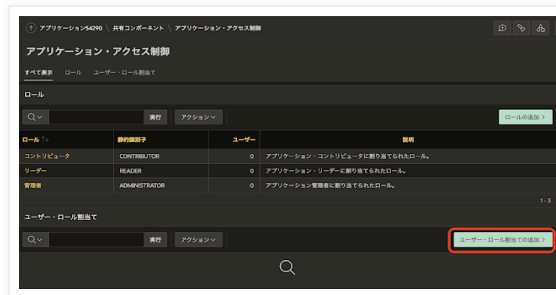 アプリケーション54290 \ 共有コンポーネント \ アプリケーション・アクセス制御
アプリケーション・アクセス制御
すべて表示 ロール ユーザー・ロール割当て
ロール
実行 アクション ロールの追加
ロール 静的識別子 ユーザー 説明
コントリビュータ CONTRIBUTOR 0 アプリケーション・コントリビュータに割り当てられたロール。
リーダー READER 0 アプリケーション・リーダーに割り当てられたロール。
管理者 ADMINISTRATOR 0 アプリケーション管理者に割り当てられたロール。
1 - 3
ユーザー・ロール割当て
実行 アクション ユーザー・ロール割当ての追加